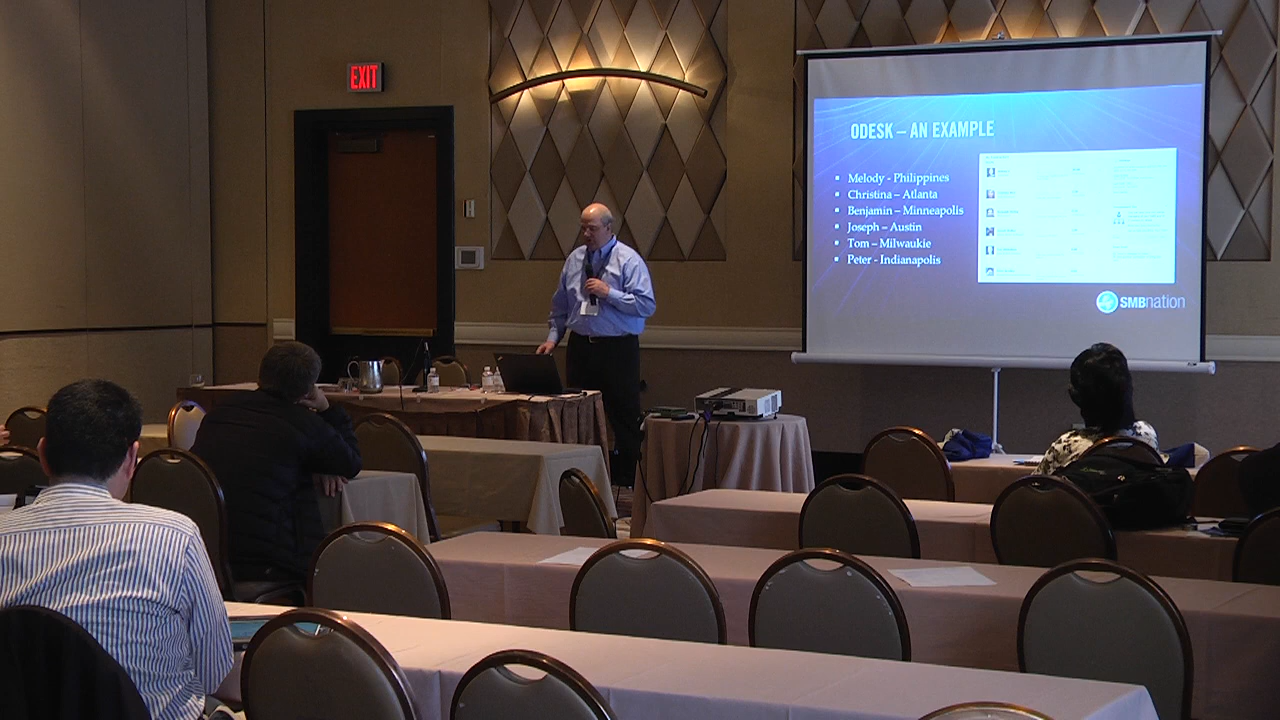 EXIT
ODESK – AN EXAMPLE
▪ Melody - Philippines
▪ Christina – Atlanta
▪ Benjamin – Minneapolis
▪ Joseph – Austin
▪ Tom – Milwaukie
▪ Peter - Indianapolis
SMBnation